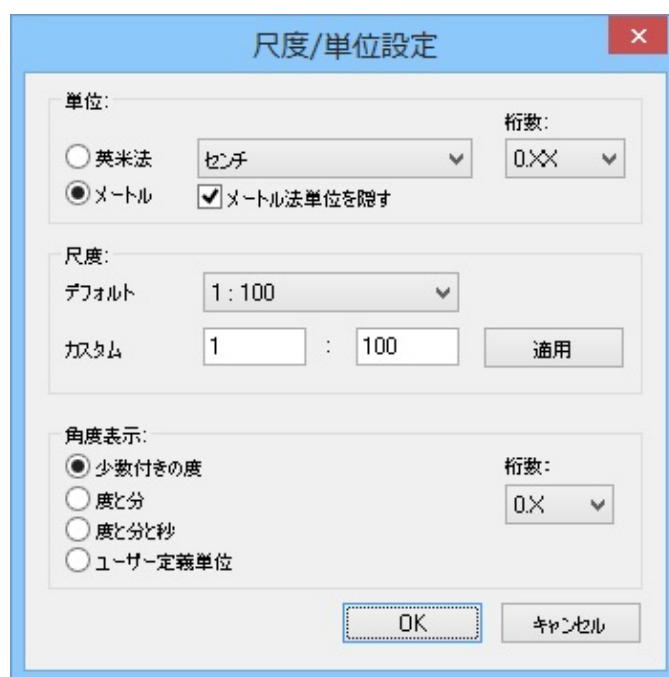 尺度/単位設定
単位:
桁数:
英米法 センチ 0.XX
メートル メートル法単位を隠す
尺度:
デフォルト 1 : 100
カスタム 1 : 100 適用
角度表示:
少数付きの度 桁数:
度と分 0.X
度と分と秒
ユーザー定義単位
OK キャンセル